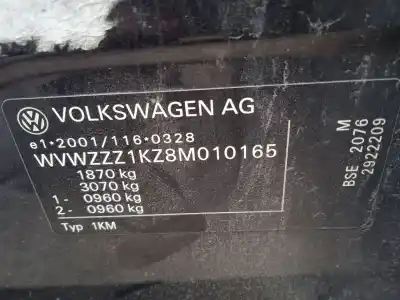 VOLKSWAGEN AG
e1*2001/116*0328
WVWZZZ1KZ8M010165
1870 kg
3070 kg
1- 0960 kg
2- 0960 kg
Typ 1KM
M
BSE 2076
2922209